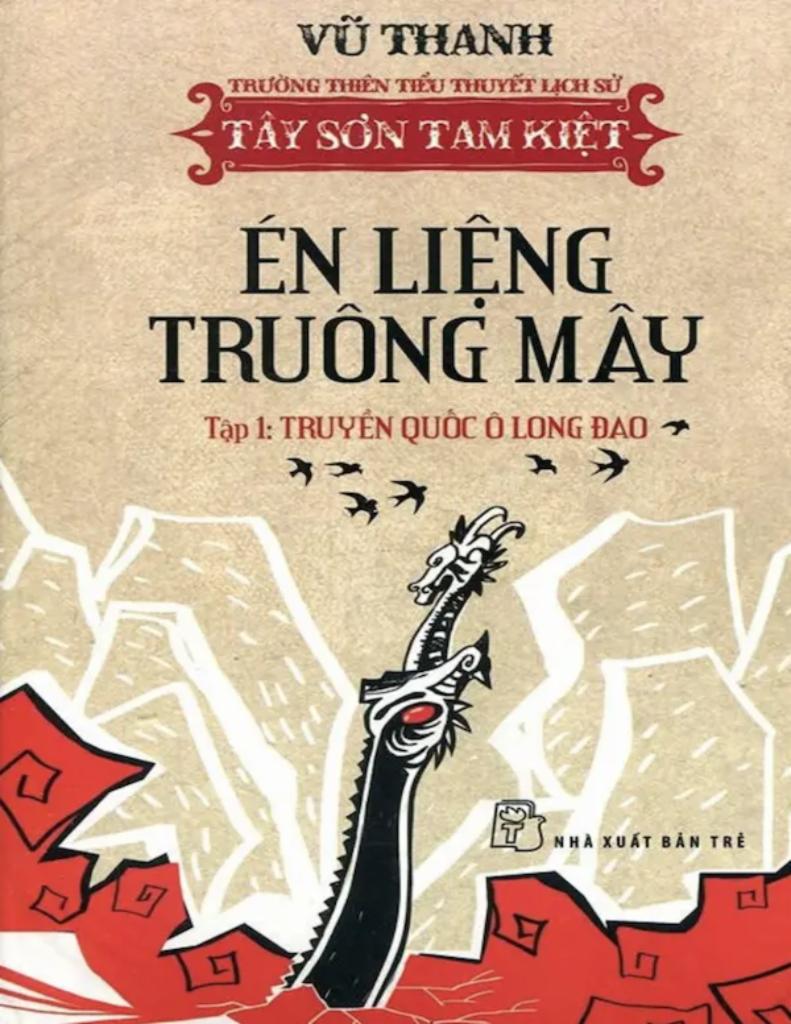 VŨ THANH
TRƯỜNG THIÊN TIỂU THUYẾT LỊCH SỬ
TÂY SƠN TAM KIỆT
ÉN LIỆNG
TRUÔNG MÂY
Tập 1: TRUYỀN QUỐC Ô LONG ĐAO
NHÀ XUẤT BẢN TRẺ